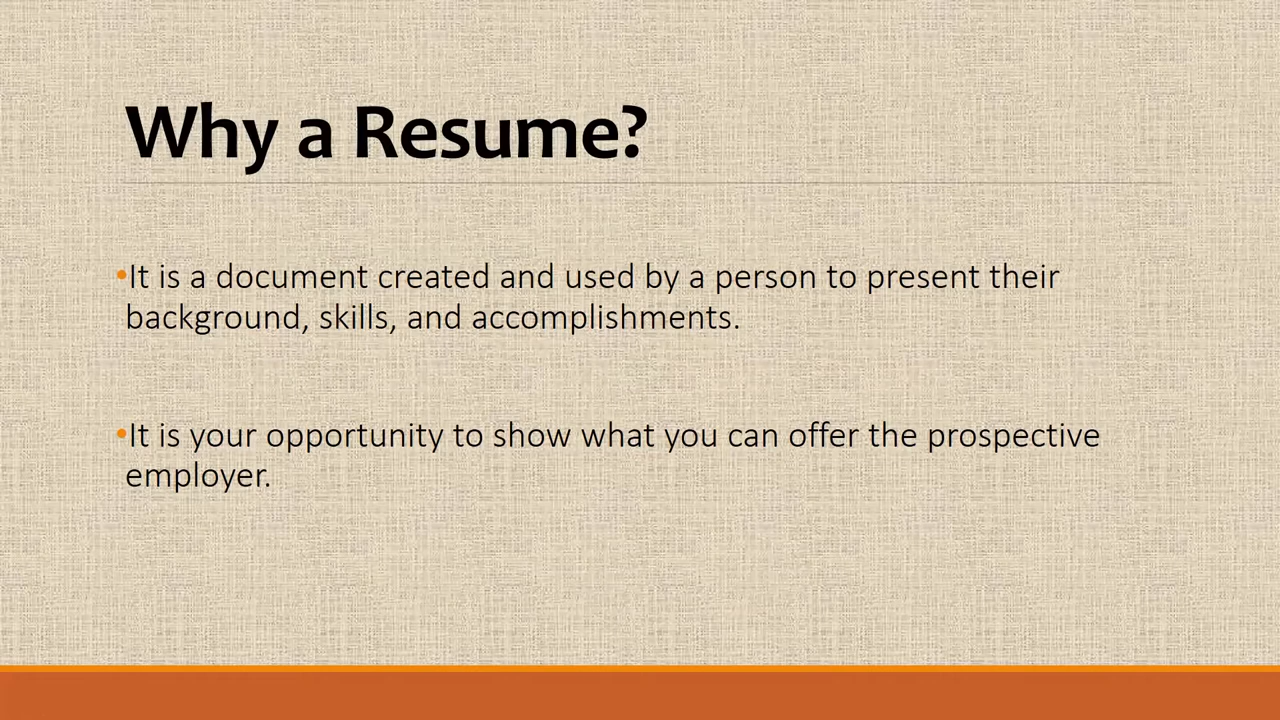 Why a Resume?
•It is a document created and used by a person to present their
background, skills, and accomplishments.
•It is your opportunity to show what you can offer the prospective
employer.